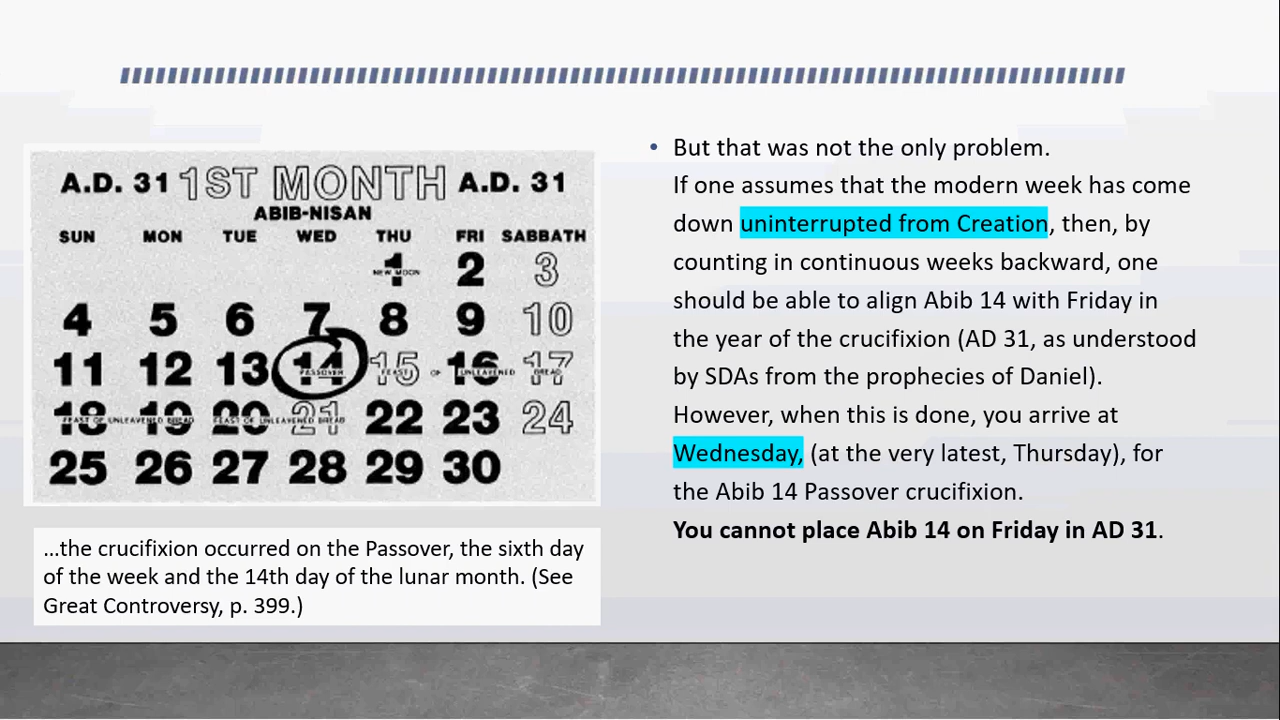 A.D. 31 1ST MONTH A.D. 31
ABIB-NISAN
SUN MON TUE WED THU FRI SABBATH
1 2 3
NEW MOON
4 5 6 7 8 9 10
11 12 13 14 15 16 17
PASSOVER FEAST OF UNLEAVENED BREAD
18 19 20 21 22 23 24
FEAST OF UNLEAVENED BREAD FEAST OF UNLEAVENED BREAD
25 26 27 28 29 30
...the crucifixion occurred on the Passover, the sixth day
of the week and the 14th day of the lunar month. (See
Great Controversy, p. 399.)
• But that was not the only problem.
If one assumes that the modern week has come
down uninterrupted from Creation, then, by
counting in continuous weeks backward, one
should be able to align Abib 14 with Friday in
the year of the crucifixion (AD 31, as understood
by SDAs from the prophecies of Daniel).
However, when this is done, you arrive at
Wednesday, (at the very latest, Thursday), for
the Abib 14 Passover crucifixion.
You cannot place Abib 14 on Friday in AD 31.